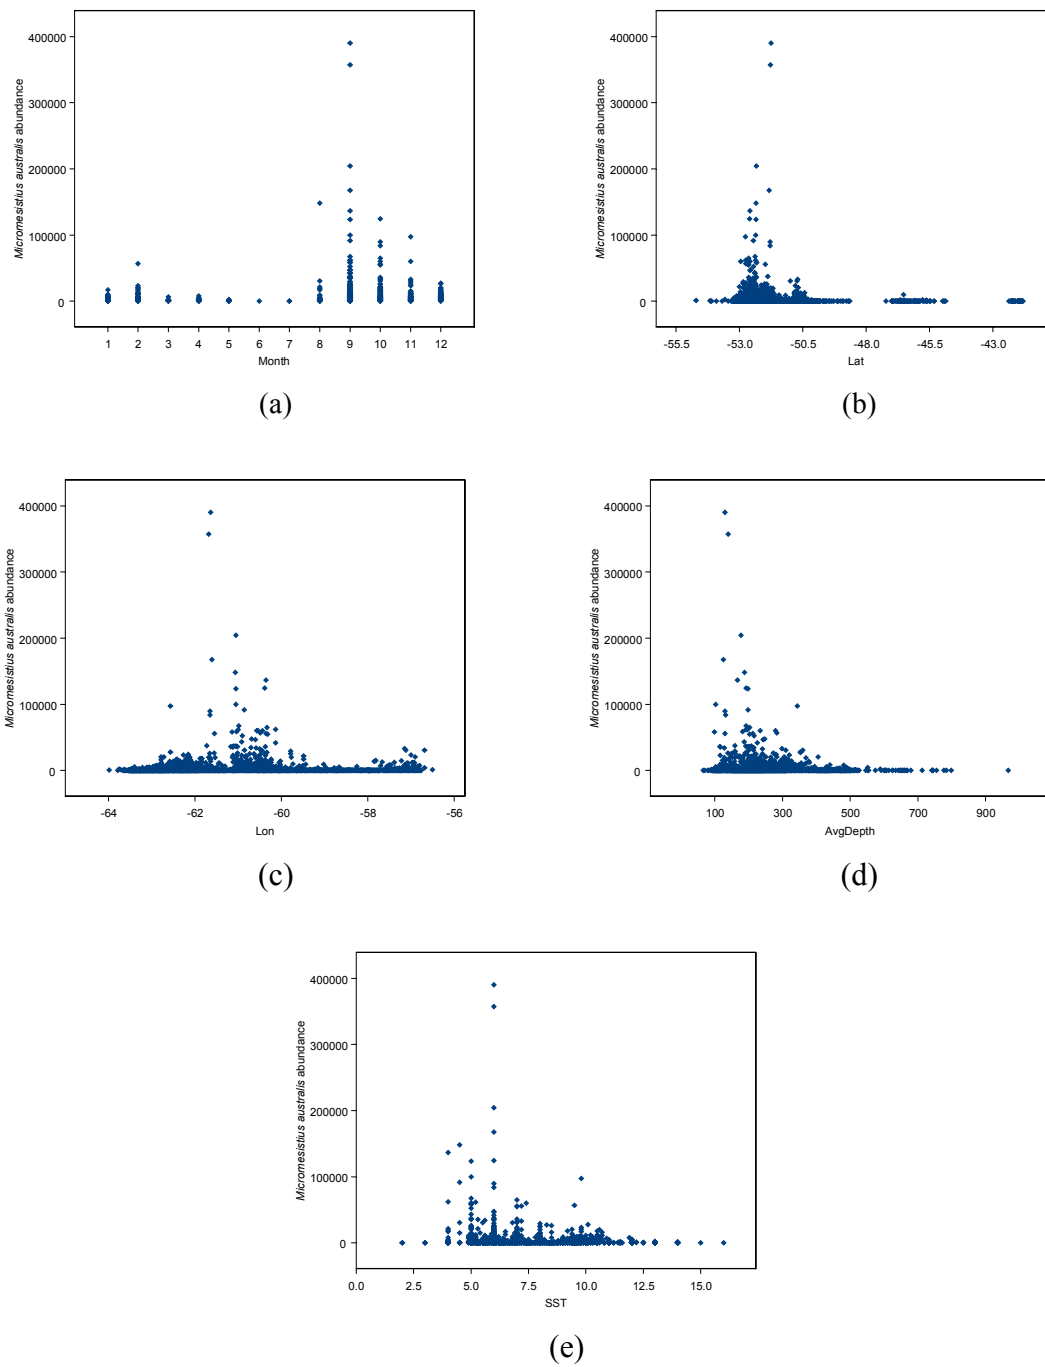 400000
300000
200000
100000
0
Micromesistius australis abundance
1 2 3 4 5 6 7 8 9 10 11 12
Month
(a)
400000
300000
200000
100000
0
Micromesistius australis abundance
-55.5 -53.0 -50.5 -48.0 -45.5 -43.0
Lat
(b)
400000
300000
200000
100000
0
Micromesistius australis abundance
-64 -62 -60 -58 -56
Lon
(c)
400000
300000
200000
100000
0
Micromesistius australis abundance
100 300 500 700 900
AvgDepth
(d)
400000
300000
200000
100000
0
Micromesistius australis abundance
0.0 2.5 5.0 7.5 10.0 12.5 15.0
SST
(e)